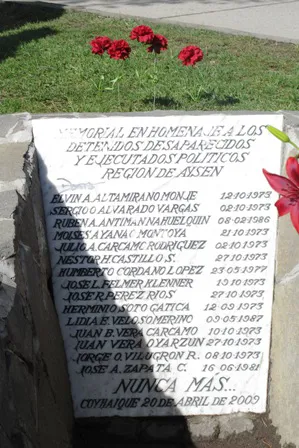 MEMORIAL EN HOMENAJE A LOS
DETENIDOS DESAPARECIDOS
Y EJECUTADOS POLITICOS
REGION DE AYSEN
ELVIN A. ALTAMIRANO MONJE 12·10·1973
SERGIO O ALVARADO VARGAS 02·10·1973
RUBEN A. ANTIMAN NAHUELQUIN 08·02·1986
MOISES AYANAC MONTOYA 21·10·1973
JULIO A. CARCAMO RODRIGUEZ 02·10·1973
NESTOR H. CASTILLO S. 27·10·1973
HUMBERTO CORDANO LOPEZ 23·05·1977
JOSE L. FELMER KLENNER 13·10·1973
JOSE R. PEREZ RIOS 27·10·1973
HERMINIO SOTO GATICA 12·09·1973
LIDIA E. VELOSO MERINO 09·05·1987
JUAN B. VERA CARCAMO 10·10·1973
JUAN VERA OYARZUN 27·10·1973
JORGE O. VILUGRON R. 08·10·1973
JOSE A. ZAPATA C. 16·06·1981
NUNCA MAS...
COYHAIQUE 20 DE ABRIL DE 2009